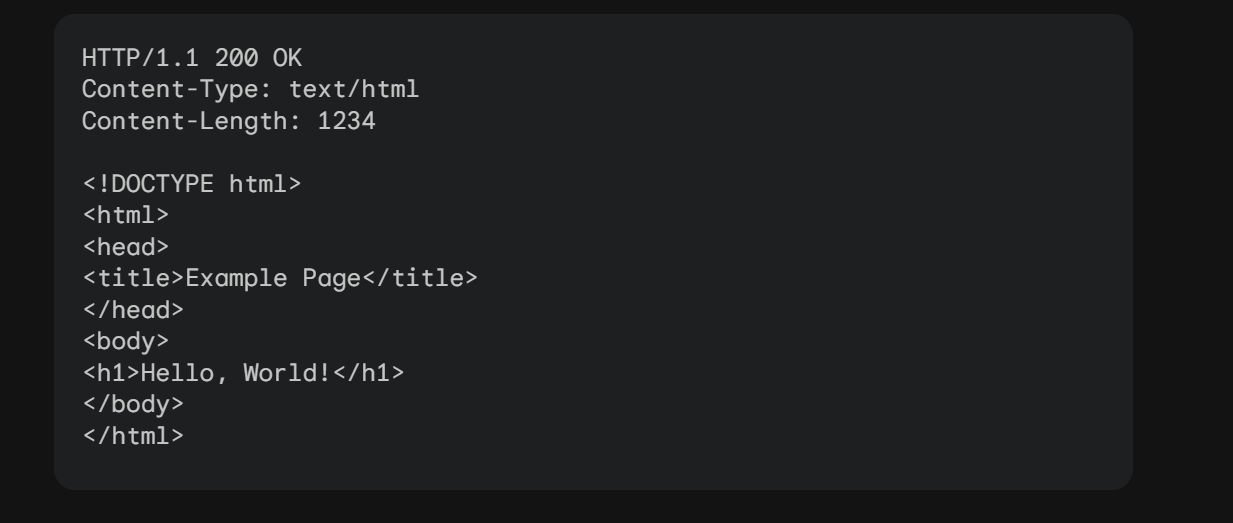 HTTP/1.1 200 OK
Content-Type: text/html
Content-Length: 1234

<!DOCTYPE html>
<html>
<head>
<title>Example Page</title>
</head>
<body>
<h1>Hello, World!</h1>
</body>
</html>